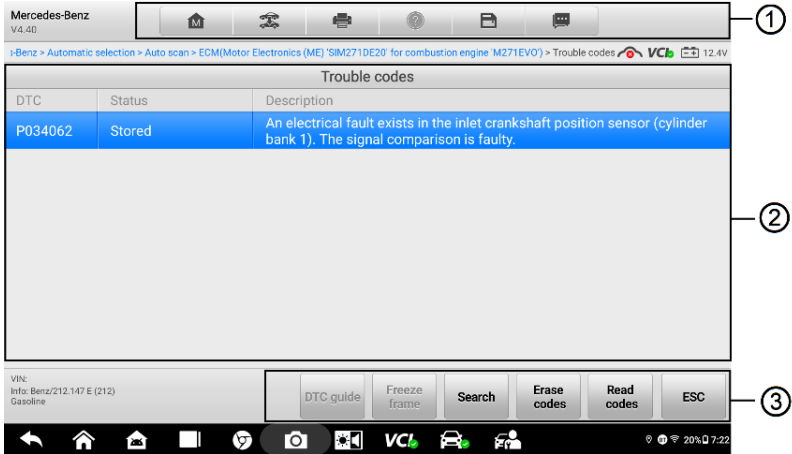 Mercedes-Benz
V4.40
M
?
①
:-Benz > Automatic selection > Auto scan > ECM(Motor Electronics (ME) 'SIM271DE20' for combustion engine 'M271EVO') > Trouble codes VCI 12.4V
Trouble codes
DTC Status Description
P034062 Stored An electrical fault exists in the inlet crankshaft position sensor (cylinder
bank 1). The signal comparison is faulty.
②
VIN:
Info: Benz/212.147 E (212)
Gasoline
DTC guide
Freeze
frame
Search
Erase
codes
Read
codes
ESC
③
VCI 20% 7:22